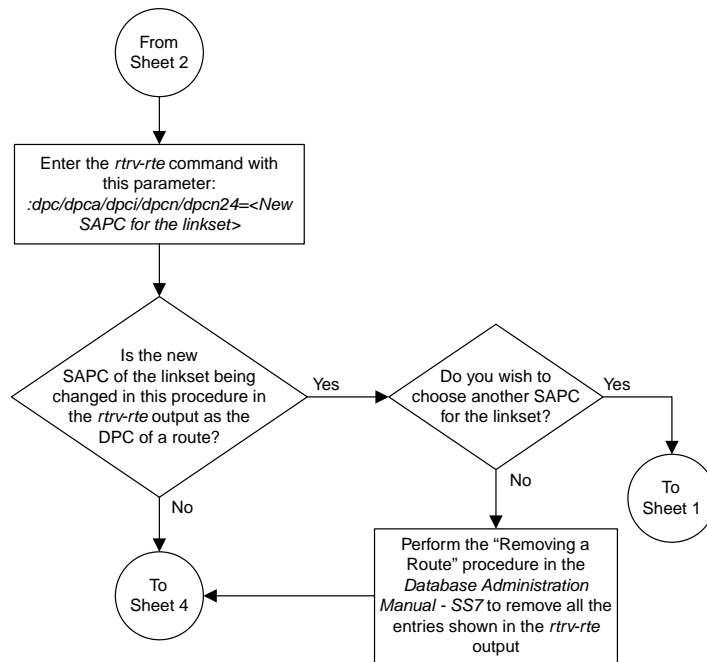 From
Sheet 2
Enter the rtrv-rte command with
this parameter:
:dpc/dpca/dpci/dpcn/dpcn24=<New
SAPC for the linkset>
Is the new
SAPC of the linkset being
changed in this procedure in
the rtrv-rte output as the
DPC of a route?
Yes
Do you wish to
choose another SAPC
for the linkset?
Yes
To
Sheet 1
No
No
To
Sheet 4
Perform the “Removing a
Route” procedure in the
Database Administration
Manual - SS7 to remove all the
entries shown in the rtrv-rte
output